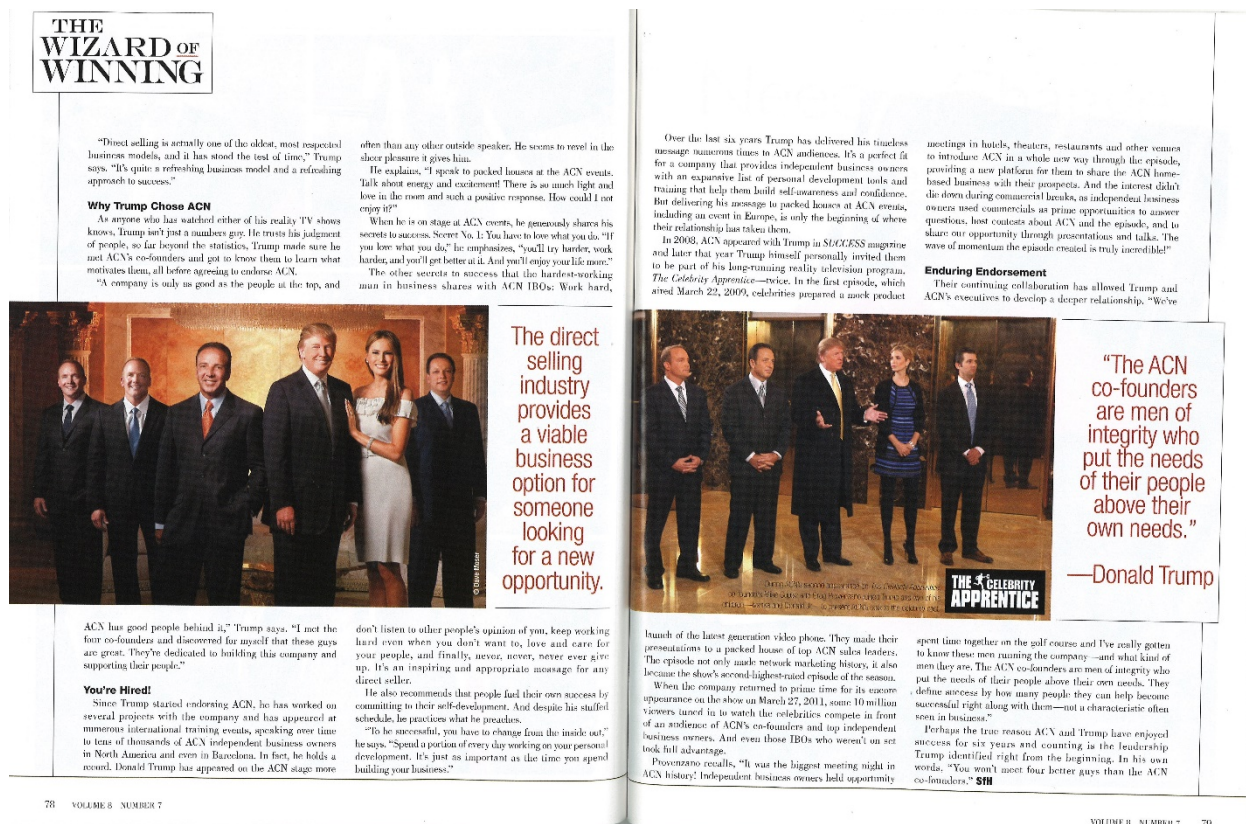 THE
WIZARD OF
WINNING
“Direct selling is actually one of the oldest, most respected
business models, and it has stood the test of time,” Trump
says. “It’s quite a refreshing business model and a refreshing
approach to success.”
Why Trump Chose ACN
As anyone who has watched either of his reality TV shows
knows, Trump isn’t just a numbers guy. He trusts his judgment
of people, so far beyond the statistics, Trump made sure he
met ACN’s co-founders and got to know them to learn what
motivates them, all before agreeing to endorse ACN.
“A company is only as good as the people at the top, and
ACN has good people behind it,” Trump says. “I met the
four co-founders and discovered for myself that these guys
are great. They’re dedicated to building this company and
supporting their people.”
You’re Hired!
Since Trump started endorsing ACN, he has worked on
several projects with the company and has appeared at
numerous international training events, speaking over time
to tens of thousands of ACN independent business owners
in North America and even in Barcelona. In fact, he holds a
record. Donald Trump has appeared on the ACN stage more
often than any other outside speaker. He seems to revel in the
sheer pleasure it gives him.
He explains, “I speak to packed houses at the ACN events.
Talk about energy and excitement! There is so much light and
love in the room and such a positive response. How could I not
enjoy it?”
When he is on stage at ACN events, he generously shares his
secrets to success. Secret No. 1: You have to love what you do. “If
you love what you do,” he emphasizes, “you’ll try harder, work
harder, and you’ll get better at it. And you’ll enjoy your life more.”
The other secrets to success that the hardest-working
man in business shares with ACN IBOs: Work hard,
don’t listen to other people’s opinion of you, keep working
hard even when you don’t want to, love and care for
your people, and finally, never, never, never ever give
up. It’s an inspiring and appropriate message for any
direct seller.
He also recommends that people fuel their own success by
committing to their self-development. And despite his stuffed
schedule, he practices what he preaches.
“To be successful, you have to change from the inside out,”
he says. “Spend a portion of every day working on your personal
development. It’s just as important as the time you spend
building your business.”
© Dave Maser
The direct
selling
industry
provides
a viable
business
option for
someone
looking
for a new
opportunity.
78 VOLUME 8 NUMBER 7
Over the last six years Trump has delivered his timeless
message numerous times to ACN audiences. It’s a perfect fit
for a company that provides independent business owners
with an expansive list of personal development tools and
training that help them build self-awareness and confidence.
But delivering his message to packed houses at ACN events,
including an event in Europe, is only the beginning of where
their relationship has taken them.
In 2008, ACN appeared with Trump in SUCCESS magazine
and later that year Trump himself personally invited them
to be part of his long-running reality television program,
The Celebrity Apprentice—twice. In the first episode, which
aired March 22, 2009, celebrities prepared a mock product
launch of the latest generation video phone. They made their
presentations to a packed house of top ACN sales leaders.
The episode not only made network marketing history, it also
became the show’s second-highest-rated episode of the season.
When the company returned to prime time for its encore
appearance on the show on March 27, 2011, some 10 million
viewers tuned in to watch the celebrities compete in front
of an audience of ACN’s co-founders and top independent
business owners. And even those IBOs who weren’t on set
took full advantage.
Provenzano recalls, “It was the biggest meeting night in
ACN history! Independent business owners held opportunity
meetings in hotels, theaters, restaurants and other venues
to introduce ACN in a whole new way through the episode,
providing a new platform for them to share the ACN home-
based business with their prospects. And the interest didn’t
die down during commercial breaks, as independent business
owners used commercials as prime opportunities to answer
questions, host contests about ACN and the episode, and to
share our opportunity through presentations and talks. The
wave of momentum the episode created is truly incredible!”
Enduring Endorsement
Their continuing collaboration has allowed Trump and
ACN’s executives to develop a deeper relationship. “We’ve
spent time together on the golf course and I’ve really gotten
to know these men running the company—and what kind of
men they are. The ACN co-founders are men of integrity who
put the needs of their people above their own needs. They
define success by how many people they can help become
successful right along with them—not a characteristic often
seen in business.”
Perhaps the true reason ACN and Trump have enjoyed
success for six years and counting is the leadership
Trump identified right from the beginning. In his own
words, “You won’t meet four better guys than the ACN
co-founders.” SfH
THE CELEBRITY
APPRENTICE
“The ACN
co-founders
are men of
integrity who
put the needs
of their people
above their
own needs.”
—Donald Trump
VOLUME 8 NUMBER 7 79